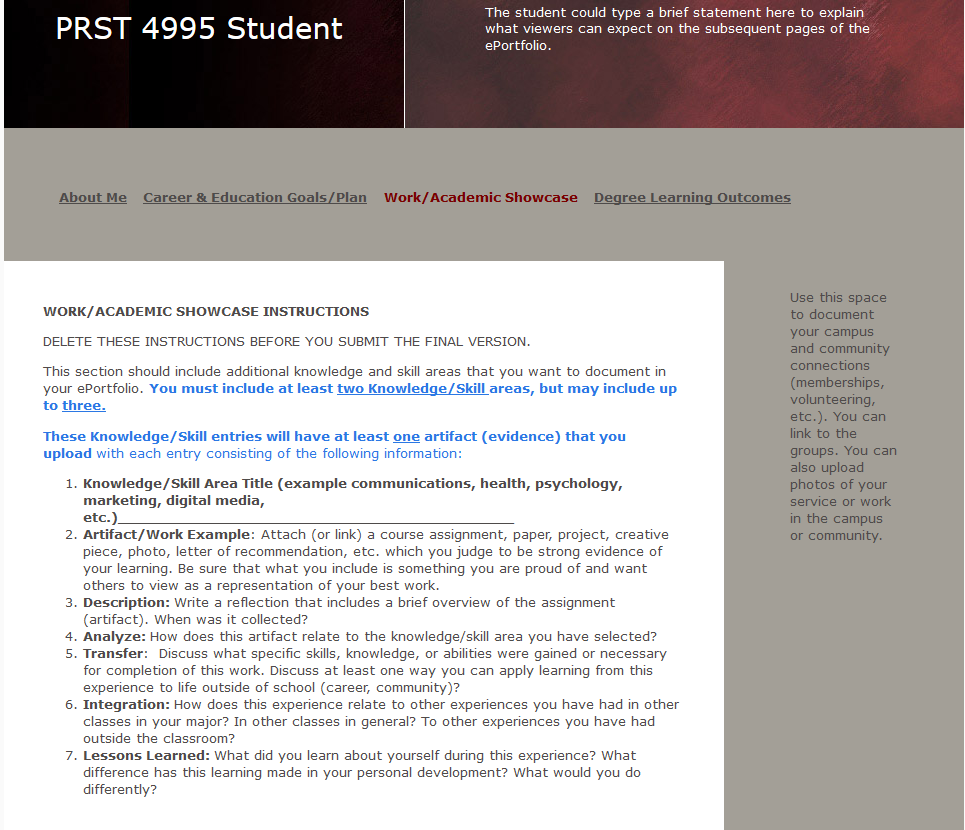 PRST 4995 Student
The student could type a brief statement here to explain
what viewers can expect on the subsequent pages of the
ePortfolio.
About Me Career & Education Goals/Plan Work/Academic Showcase Degree Learning Outcomes
WORK/ACADEMIC SHOWCASE INSTRUCTIONS
DELETE THESE INSTRUCTIONS BEFORE YOU SUBMIT THE FINAL VERSION.
This section should include additional knowledge and skill areas that you want to document in
your ePortfolio. You must include at least two Knowledge/Skill areas, but may include up
to three.
These Knowledge/Skill entries will have at least one artifact (evidence) that you
upload with each entry consisting of the following information:
1. Knowledge/Skill Area Title (example communications, health, psychology,
marketing, digital media,
etc.)____________________________________________
2. Artifact/Work Example: Attach (or link) a course assignment, paper, project, creative
piece, photo, letter of recommendation, etc. which you judge to be strong evidence of
your learning. Be sure that what you include is something you are proud of and want
others to view as a representation of your best work.
3. Description: Write a reflection that includes a brief overview of the assignment
(artifact). When was it collected?
4. Analyze: How does this artifact relate to the knowledge/skill area you have selected?
5. Transfer:  Discuss what specific skills, knowledge, or abilities were gained or necessary
for completion of this work. Discuss at least one way you can apply learning from this
experience to life outside of school (career, community)?
6. Integration: How does this experience relate to other experiences you have had in other
classes in your major? In other classes in general? To other experiences you have had
outside the classroom?
7. Lessons Learned: What did you learn about yourself during this experience? What
difference has this learning made in your personal development? What would you do
differently?
Use this space
to document
your campus
and community
connections
(memberships,
volunteering,
etc.). You can
link to the
groups. You can
also upload
photos of your
service or work
in the campus
or community.